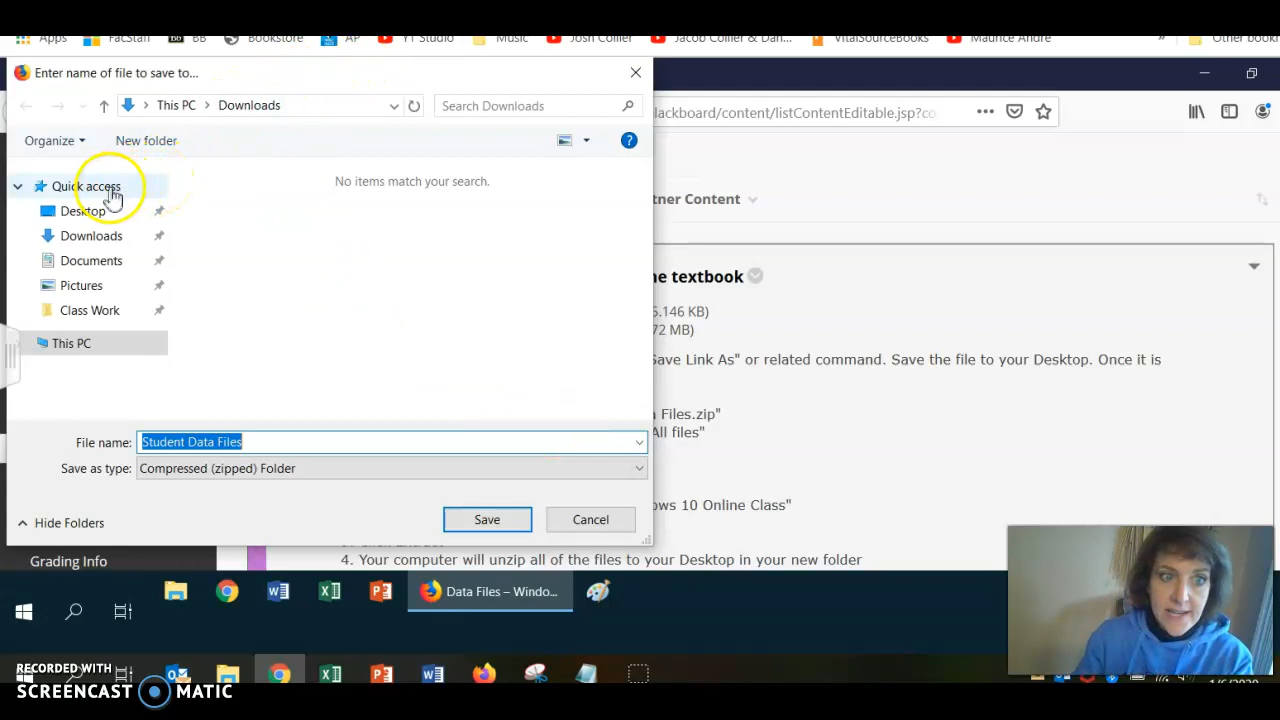 Apps FacStaff BB Bookstore AP YT Studio Music Josh Collier Jacob Collier & Dan... VitalSourceBooks Maurice Andre » Other book
Enter name of file to save to...
This PC > Downloads
Search Downloads
lackboard/content/listContentEditable.jsp?co
Organize
New folder
Quick access
Desktop
Downloads
Documents
Pictures
Class Work
This PC
No items match your search.
tner Content
ne textbook
6.146 KB)
72 MB)
Save Link As" or related command. Save the file to your Desktop. Once it is
a Files.zip"
All files"
ows 10 Online Class"
4. Your computer will unzip all of the files to your Desktop in your new folder
File name: Student Data Files
Save as type: Compressed (zipped) Folder
Hide Folders
Save
Cancel
Grading Info
Data Files – Windo...
RECORDED WITH
SCREENCAST MATIC
1/6/2020